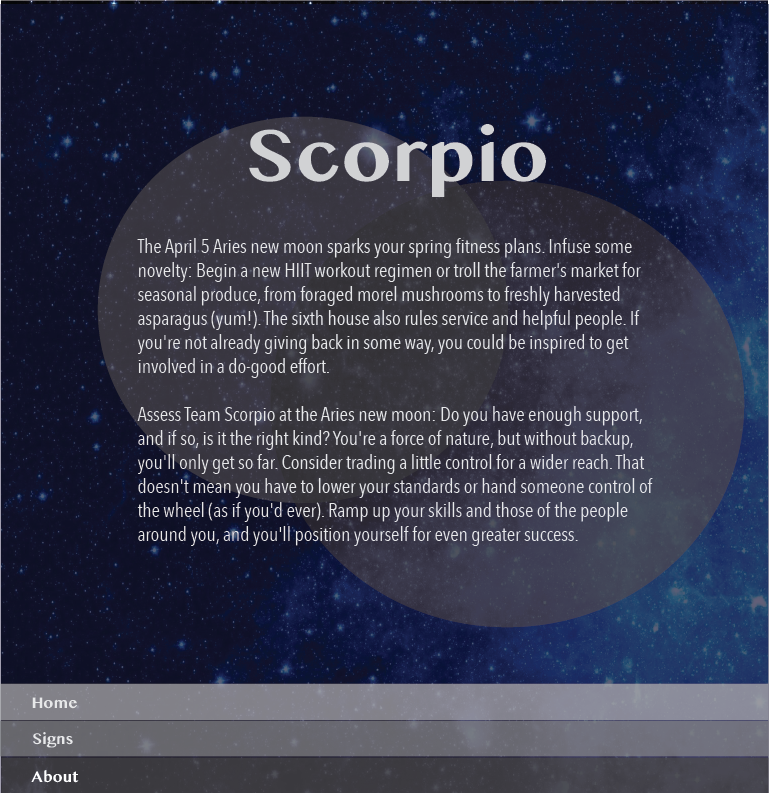 Scorpio
The April 5 Aries new moon sparks your spring fitness plans. Infuse some
novelty: Begin a new HIIT workout regimen or troll the farmer's market for
seasonal produce, from foraged morel mushrooms to freshly harvested
asparagus (yum!). The sixth house also rules service and helpful people. If
you're not already giving back in some way, you could be inspired to get
involved in a do-good effort.
Assess Team Scorpio at the Aries new moon: Do you have enough support,
and if so, is it the right kind? You're a force of nature, but without backup,
you'll only get so far. Consider trading a little control for a wider reach. That
doesn't mean you have to lower your standards or hand someone control of
the wheel (as if you'd ever). Ramp up your skills and those of the people
around you, and you'll position yourself for even greater success.
Home
Signs
About